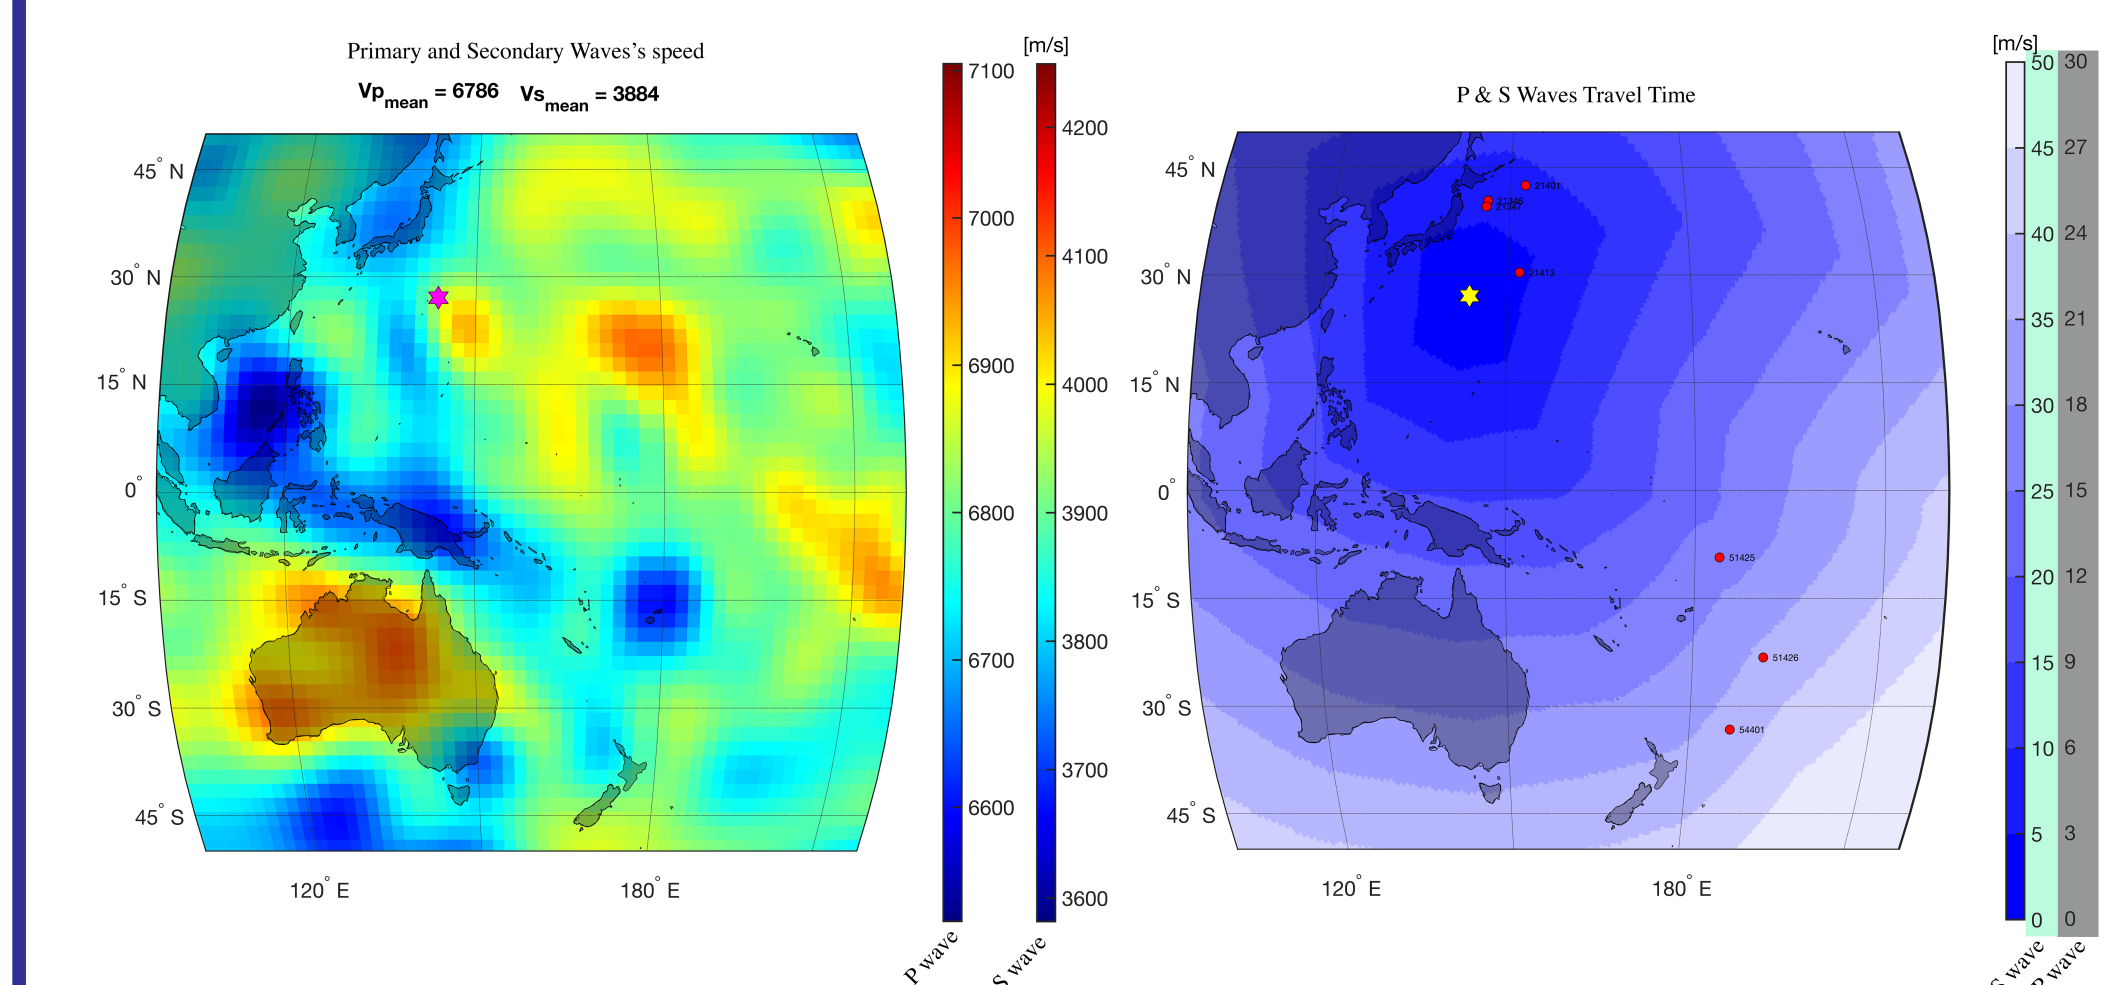 Primary and Secondary Waves's speed
Vpmean = 6786 Vsmean = 3884
[m/s]
45° N
30° N
15° N
0°
15° S
30° S
45° S
120° E
180° E
7100
7000
6900
6800
6700
6600
P wave
4200
4100
4000
3900
3800
3700
3600
S wave
P & S Waves Travel Time
[m/s]
45° N
30° N
15° N
0°
15° S
30° S
45° S
120° E
180° E
21401
21347
21413
51425
51426
54401
50 30
45 27
40 24
35 21
30 18
25 15
20 12
15 9
10 6
5 3
0 0
S wave
P wave